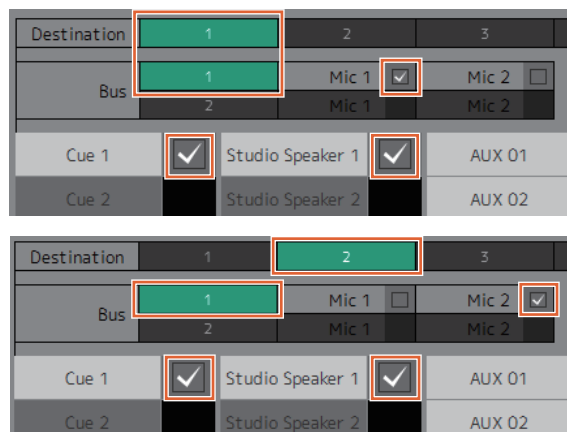 Destination 1 2 3
Bus 1 Mic 1 Mic 2
2 Mic 1 Mic 2
Cue 1 Studio Speaker 1 AUX 01
Cue 2 Studio Speaker 2 AUX 02
Destination 1 2 3
Bus 1 Mic 1 Mic 2
2 Mic 1 Mic 2
Cue 1 Studio Speaker 1 AUX 01
Cue 2 Studio Speaker 2 AUX 02